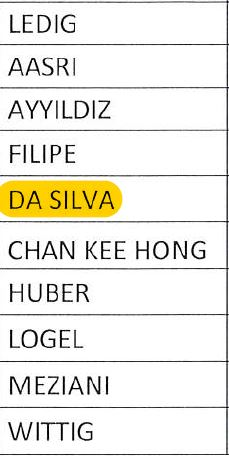 LEDIG
AASRI
AYYILDIZ
FILIPE
DA SILVA
CHAN KEE HONG
HUBER
LOGEL
MEZIANI
WITTIG